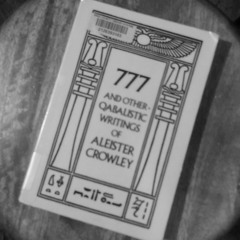 777
AND OTHER
QABALISTIC
WRITINGS
OF
ALEISTER
CROWLEY